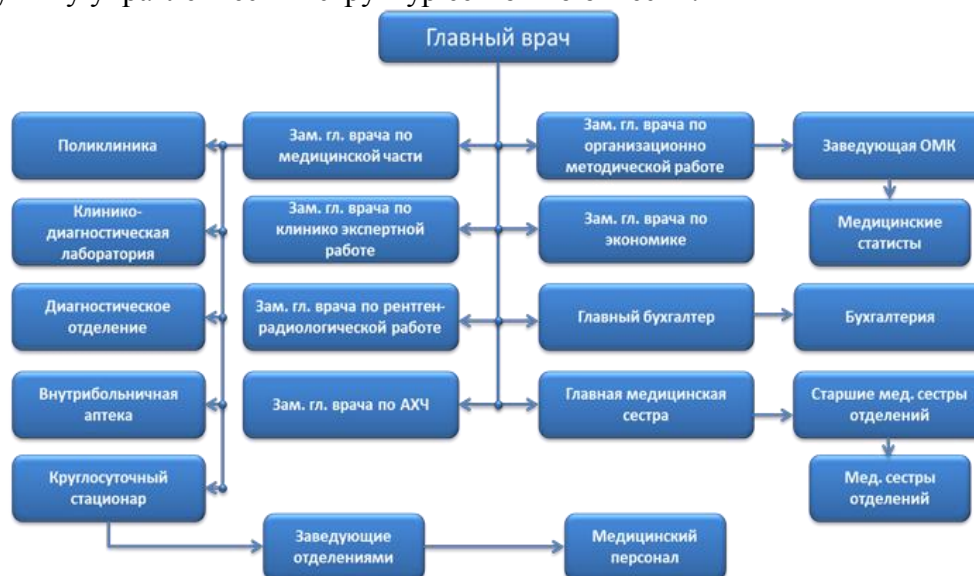 Главный врач
Поликлиника
Зам. гл. врача по
медицинской части
Зам. гл. врача по
организационно
методической работе
Заведующая ОМК
Клинико-
диагностическая
лаборатория
Зам. гл. врача по
клинико экспертной
работе
Зам. гл. врача по
экономике
Медицинские
статисты
Диагностическое
отделение
Зам. гл. врача по рентген-
радиологической работе
Главный бухгалтер
Бухгалтерия
Внутрибольничная
аптека
Зам. гл. врача по АХЧ
Главная медицинская
сестра
Старшие мед. сестры
отделений
Круглосуточный
стационар
Мед. сестры
отделений
Заведующие
отделениями
Медицинский
персонал